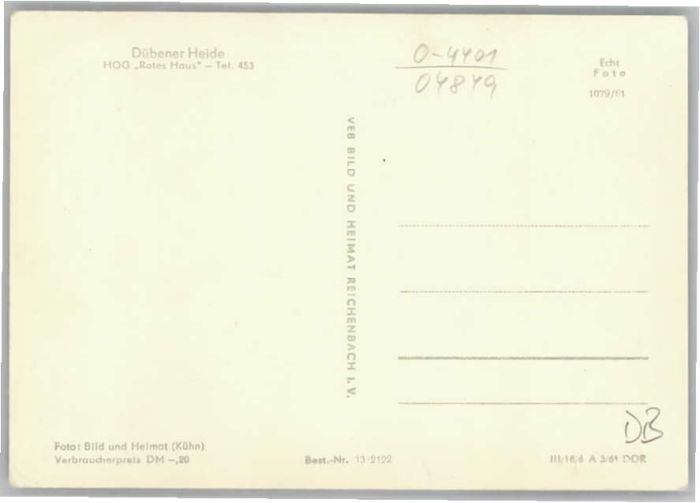 Dübener Heide
HOG „Rotes Haus" – Tel. 453
0-4401
04849
Echt
Foto
1079/61
VEB BILD UND HEIMAT REICHENBACH I. V.
DB
Foto: Bild und Heimat (Kühn)
Verbraucherpreis DM –,20
Best.-Nr. 13-2122
III/18/6 A 3/61 DDR